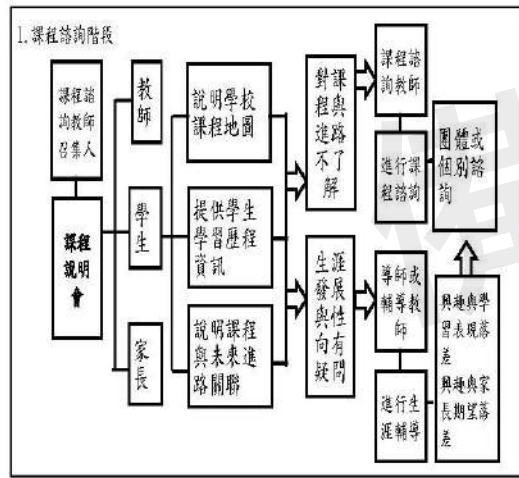 1.課程諮詢階段
課程諮
詢教師
召集人
課程
說明
會
教
師
學
生
家
長
說明學校
課程地圖
提供學生
學習歷程
資訊
說明課程
與未來進
路關聯
對課
程與
進路
不了
解
生涯
發展
與性
向有
疑問
課程諮
詢教師
進行課
程諮詢
團體或
個別諮
詢
導師或
輔導教
師
進行生
涯輔導
興趣與學
習表現落
差
興趣與家
長期望落
差